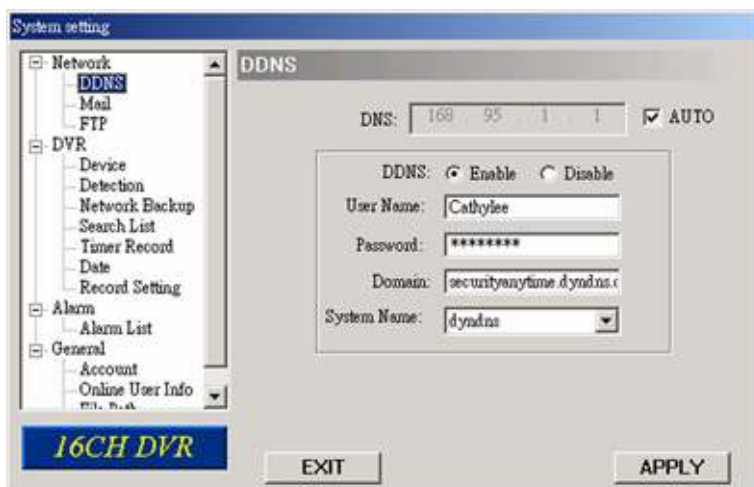 System setting
Network
DDNS
Mail
FTP
DVR
Device
Detection
Network Backup
Search List
Timer Record
Date
Record Setting
Alarm
Alarm List
General
Account
Online User Info
File Path
16CH DVR
DDNS
DNS: 168 . 95 . 1 . 1 AUTO
DDNS: Enable Disable
User Name: Cathylee
Password: ********
Domain: securityanytime.dyndns.c
System Name: dyndns
EXIT APPLY